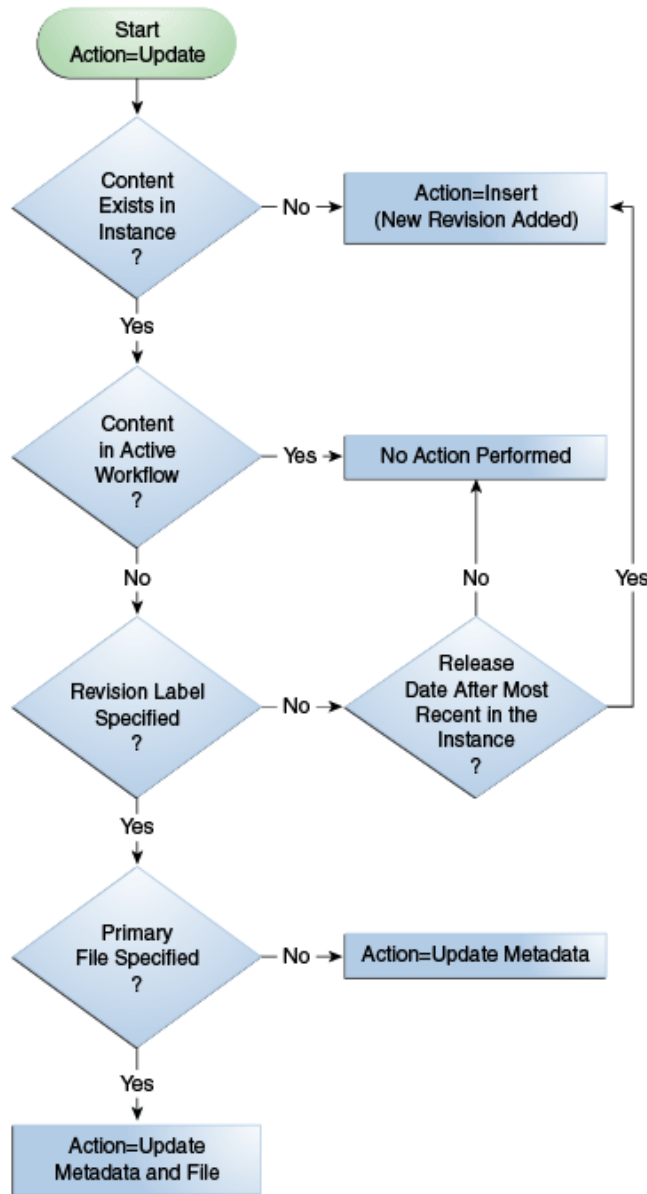 Start
Action=Update
Content
Exists in
Instance
?
No
Action=Insert
(New Revision Added)
Yes
Content
in Active
Workflow
?
Yes
No Action Performed
No
No
Yes
Revision Label
Specified
?
No
Release
Date After Most
Recent in the
Instance
?
Yes
Primary
File Specified
?
No
Action=Update Metadata
Yes
Action=Update
Metadata and File